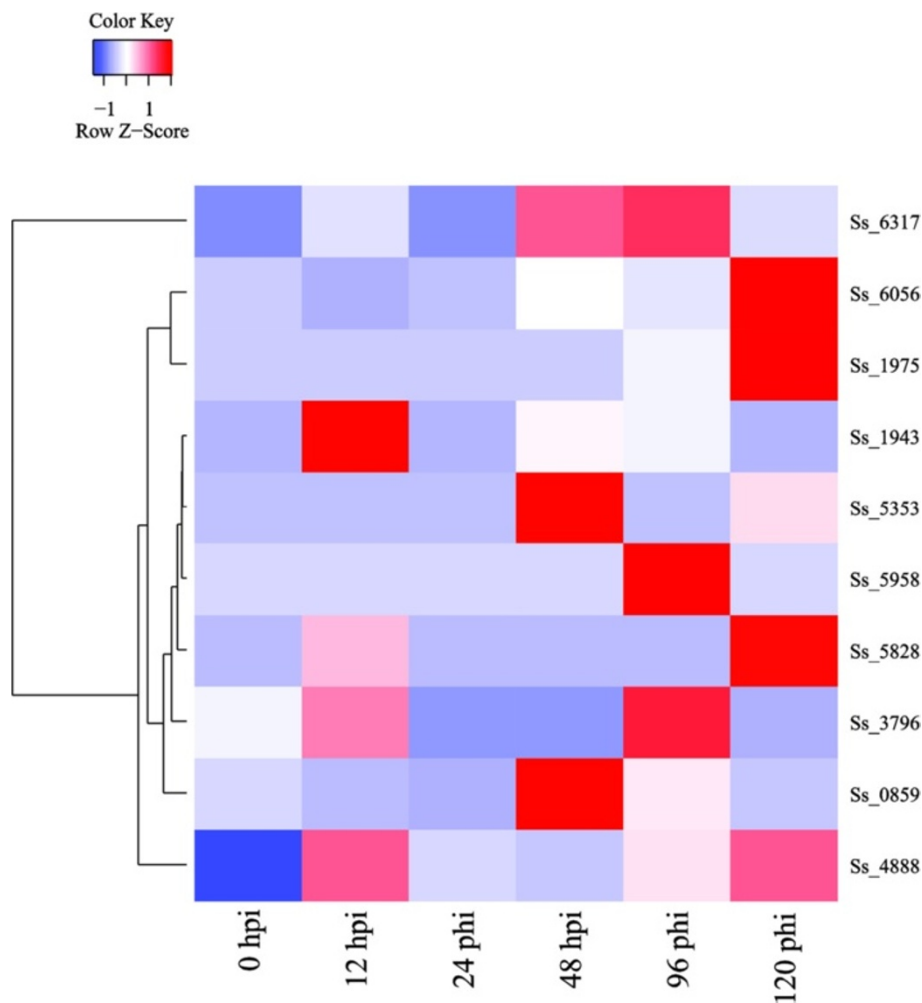 Color Key
−1 1
Row Z−Score
Ss_6317
Ss_6056
Ss_1975
Ss_1943
Ss_5353
Ss_5958
Ss_5828
Ss_3796
Ss_0859
Ss_4888
0 hpi
12 hpi
24 phi
48 hpi
96 phi
120 phi